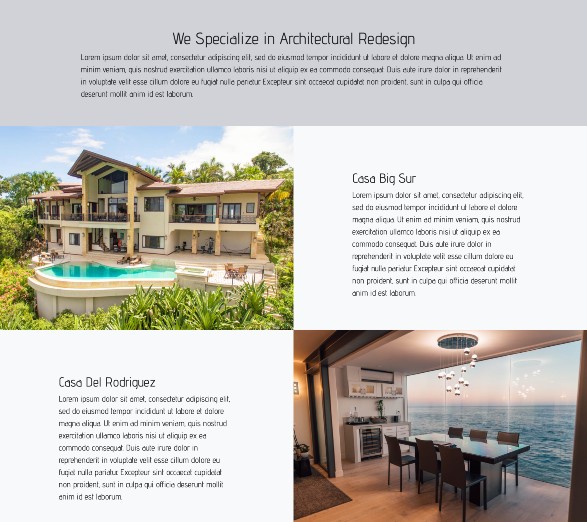 We Specialize in Architectural Redesign
Lorem ipsum dolor sit amet, consectetur adipiscing elit, sed do eiusmod tempor incididunt ut labore et dolore magna aliqua. Ut enim ad
minim veniam, quis nostrud exercitation ullamco laboris nisi ut aliquip ex ea commodo consequat. Duis aute irure dolor in reprehenderit
in voluptate velit esse cillum dolore eu fugiat nulla pariatur. Excepteur sint occaecat cupidatat non proident, sunt in culpa qui officia
deserunt mollit anim id est laborum.
Casa Big Sur
Lorem ipsum dolor sit amet, consectetur adipiscing elit,
sed do eiusmod tempor incididunt ut labore et dolore
magna aliqua. Ut enim ad minim veniam, quis nostrud
exercitation ullamco laboris nisi ut aliquip ex ea
commodo consequat. Duis aute irure dolor in
reprehenderit in voluptate velit esse cillum dolore eu
fugiat nulla pariatur. Excepteur sint occaecat cupidatat
non proident, sunt in culpa qui officia deserunt mollit
anim id est laborum.
Casa Del Rodriquez
Lorem ipsum dolor sit amet, consectetur adipiscing elit,
sed do eiusmod tempor incididunt ut labore et dolore
magna aliqua. Ut enim ad minim veniam, quis nostrud
exercitation ullamco laboris nisi ut aliquip ex ea
commodo consequat. Duis aute irure dolor in
reprehenderit in voluptate velit esse cillum dolore eu
fugiat nulla pariatur. Excepteur sint occaecat cupidatat
non proident, sunt in culpa qui officia deserunt mollit
anim id est laborum.